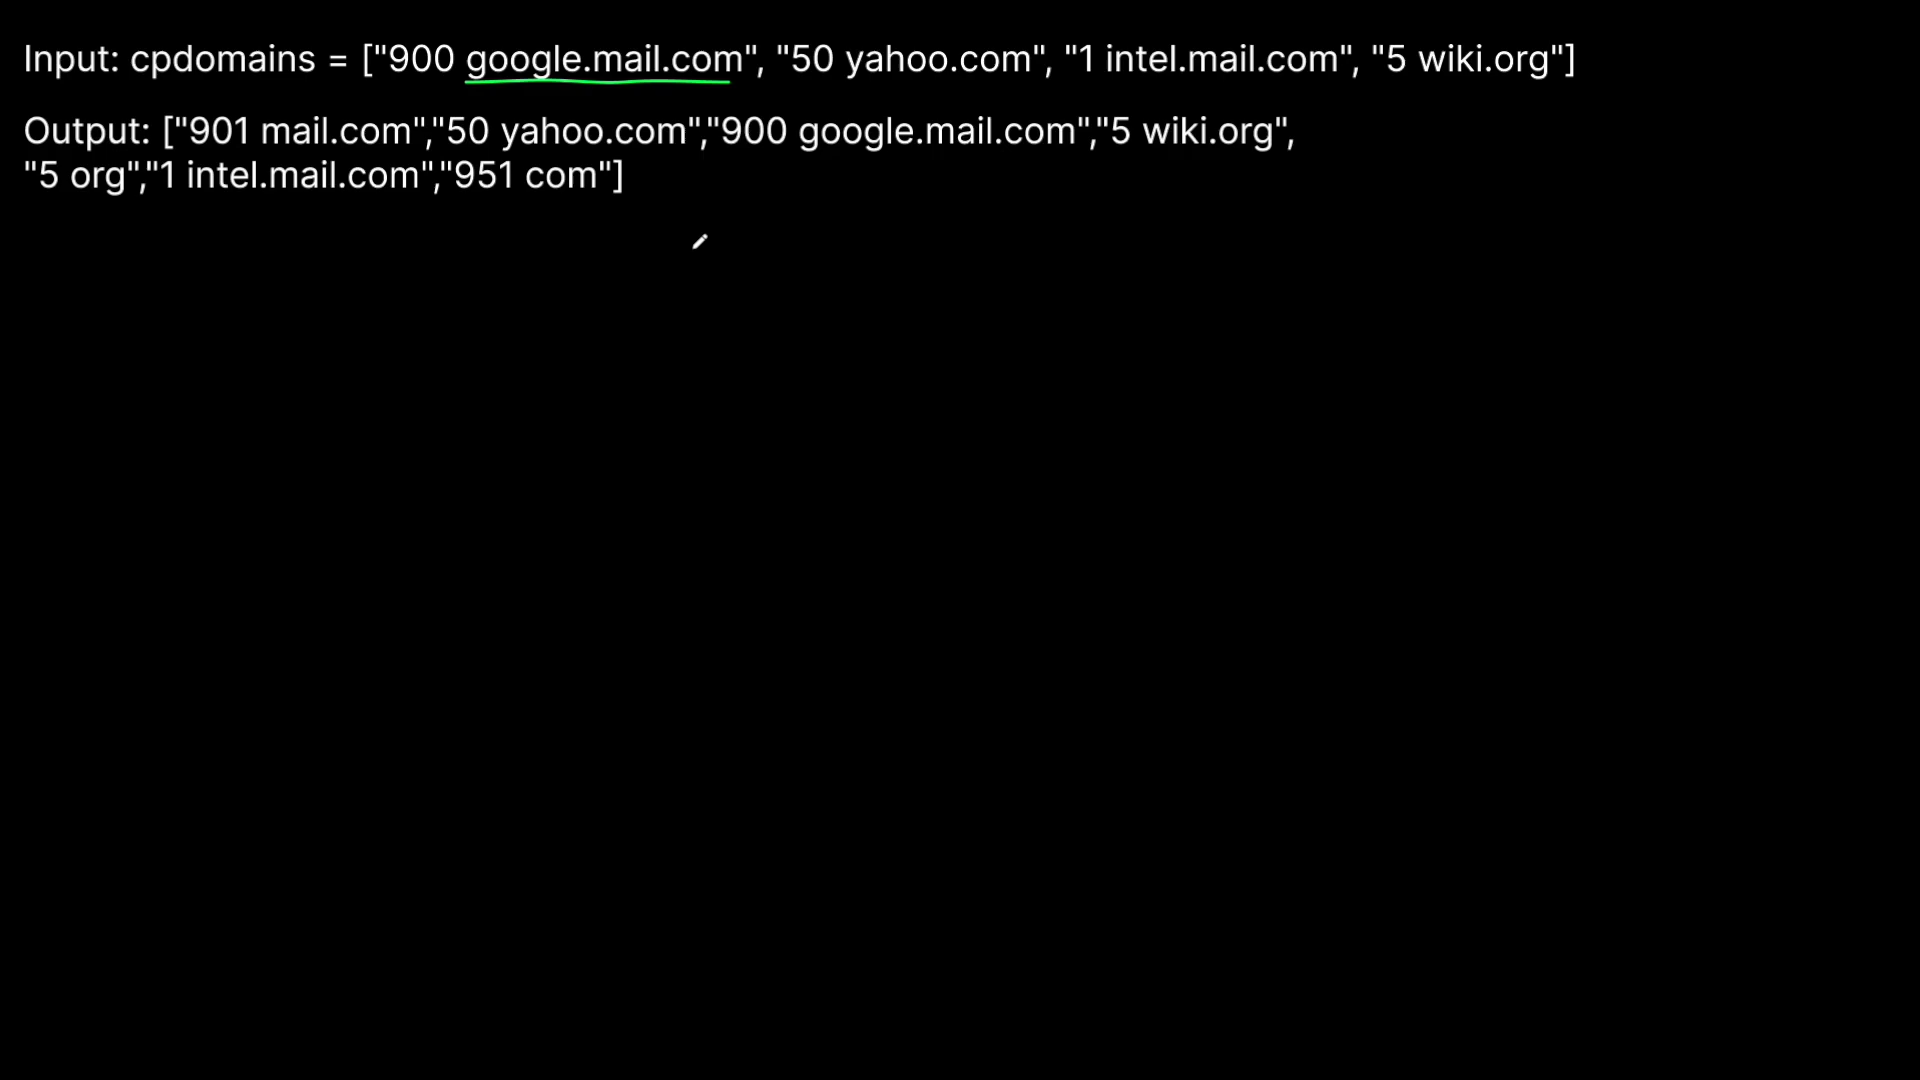 Input: cpdomains = ["900 google.mail.com", "50 yahoo.com", "1 intel.mail.com", "5 wiki.org"]
Output: ["901 mail.com","50 yahoo.com","900 google.mail.com","5 wiki.org",
"5 org","1 intel.mail.com","951 com"]